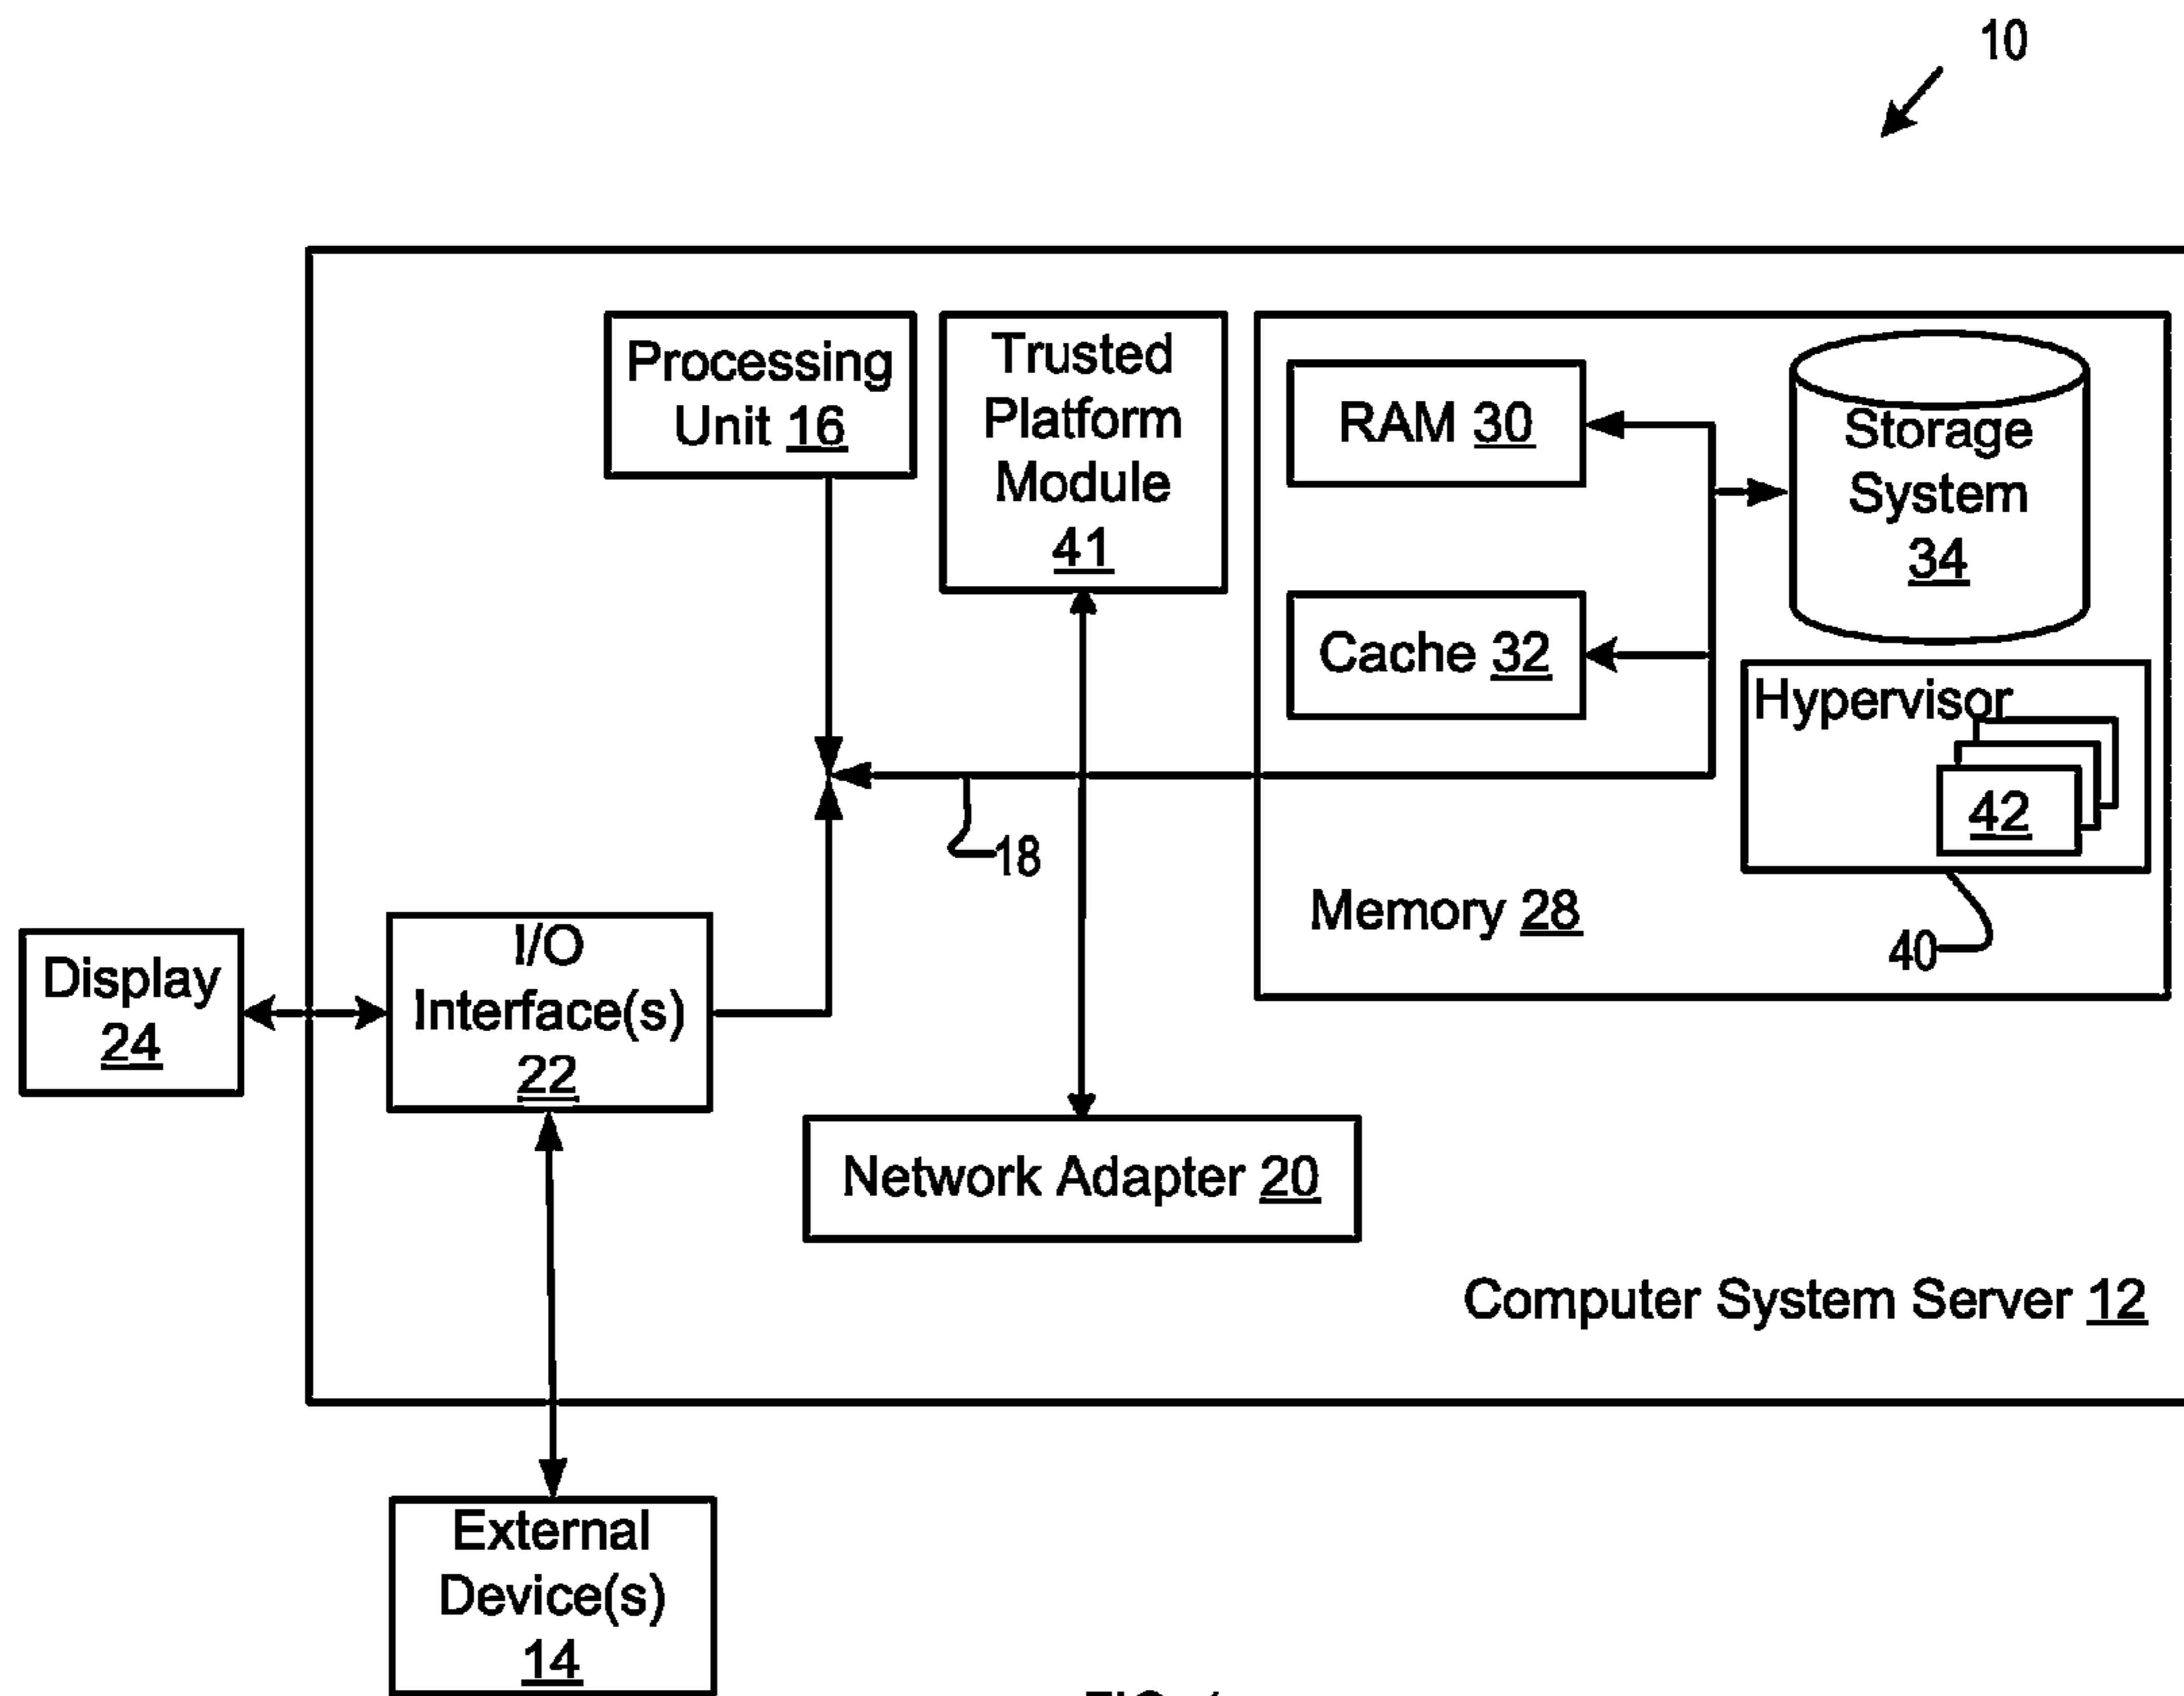 10
Processing
Unit 16
Trusted
Platform
Module
41
RAM 30
Storage
System
34
Cache 32
Hypervisor
42
18
Memory 28
40
Display
24
I/O
Interface(s)
22
Network Adapter 20
Computer System Server 12
External
Device(s)
14